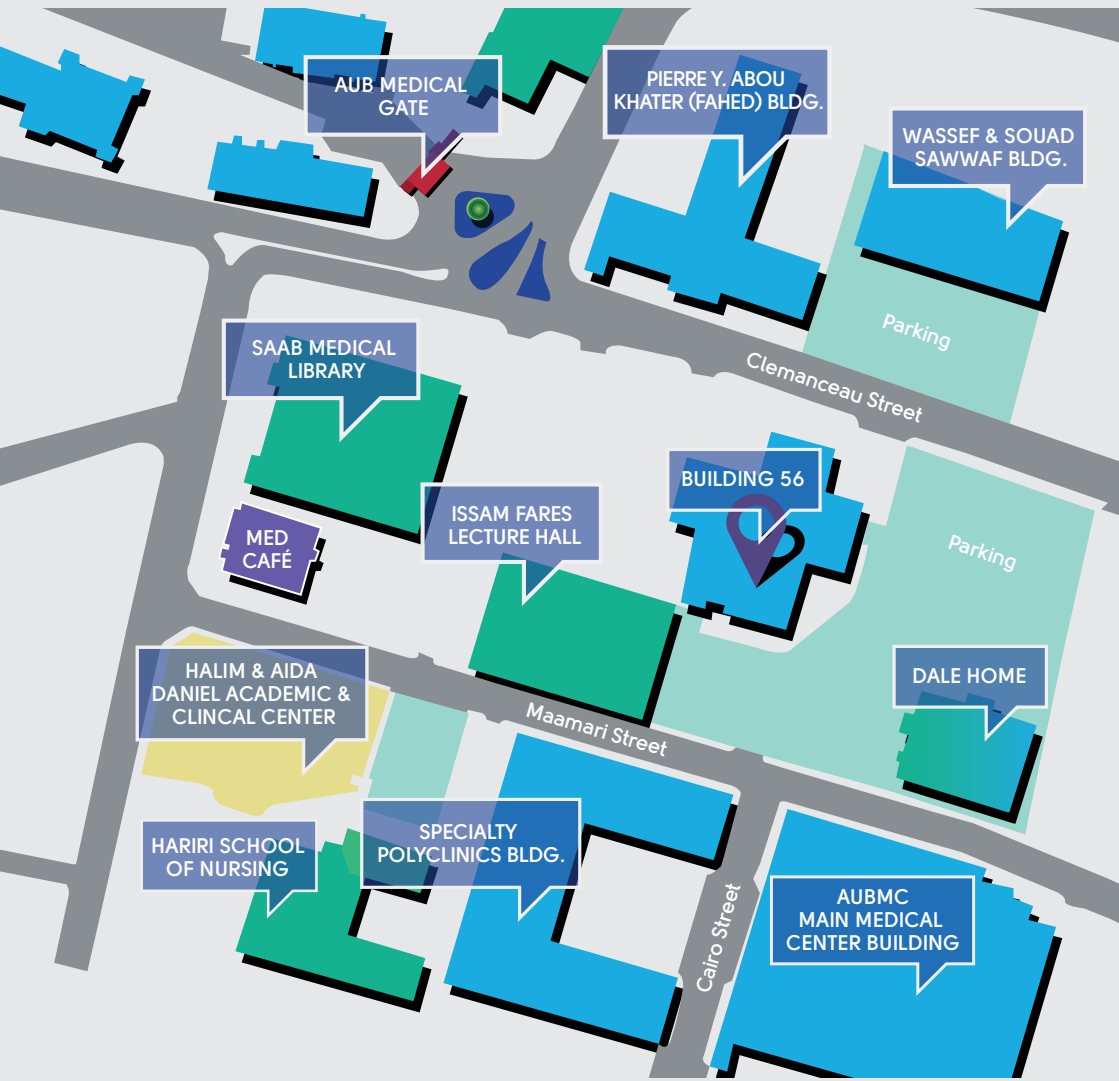 AUB MEDICAL
GATE
PIERRE Y. ABOU
KHATER (FAHED) BLDG.
WASSEF & SOUAD
SAWWAF BLDG.
Parking
Clemanceau Street
SAAB MEDICAL
LIBRARY
BUILDING 56
ISSAM FARES
LECTURE HALL
MED
CAFÉ
Parking
HALIM & AIDA
DANIEL ACADEMIC &
CLINCAL CENTER
DALE HOME
Maamari Street
HARIRI SCHOOL
OF NURSING
SPECIALTY
POLYCLINICS BLDG.
Cairo Street
AUBMC
MAIN MEDICAL
CENTER BUILDING